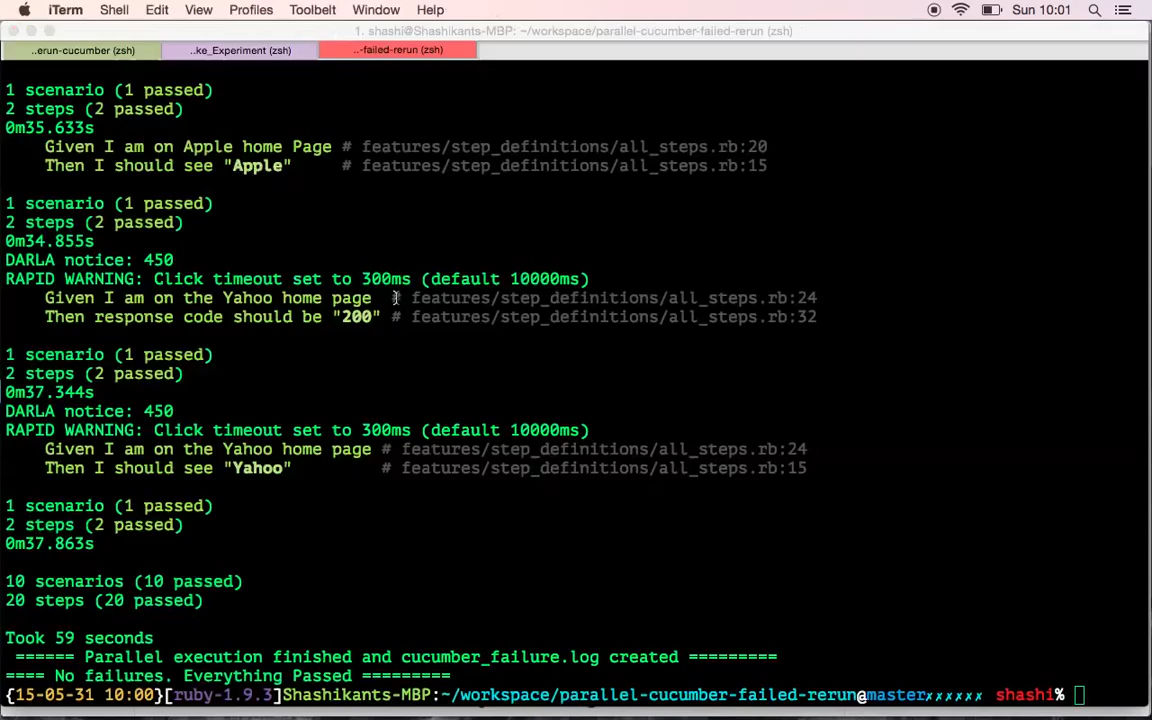 iTerm Shell Edit View Profiles Toolbelt Window Help Sun 10:01
1. shashi@Shashikants-MBP: ~/workspace/parallel-cucumber-failed-rerun (zsh)
..erun-cucumber (zsh) ..ke_Experiment (zsh) ..-failed-rerun (zsh)
1 scenario (1 passed)
2 steps (2 passed)
0m35.633s
Given I am on Apple home Page # features/step_definitions/all_steps.rb:20
Then I should see "Apple" # features/step_definitions/all_steps.rb:15
1 scenario (1 passed)
2 steps (2 passed)
0m34.855s
DARLA notice: 450
RAPID WARNING: Click timeout set to 300ms (default 10000ms)
Given I am on the Yahoo home page # features/step_definitions/all_steps.rb:24
Then response code should be "200" # features/step_definitions/all_steps.rb:32
1 scenario (1 passed)
2 steps (2 passed)
0m37.344s
DARLA notice: 450
RAPID WARNING: Click timeout set to 300ms (default 10000ms)
Given I am on the Yahoo home page # features/step_definitions/all_steps.rb:24
Then I should see "Yahoo" # features/step_definitions/all_steps.rb:15
1 scenario (1 passed)
2 steps (2 passed)
0m37.863s
10 scenarios (10 passed)
20 steps (20 passed)
Took 59 seconds
====== Parallel execution finished and cucumber_failure.log created =========
==== No failures. Everything Passed =========
{15-05-31 10:00}[ruby-1.9.3]Shashikants-MBP:~/workspace/parallel-cucumber-failed-rerun@master✗✗✗✗✗✗ shashi%